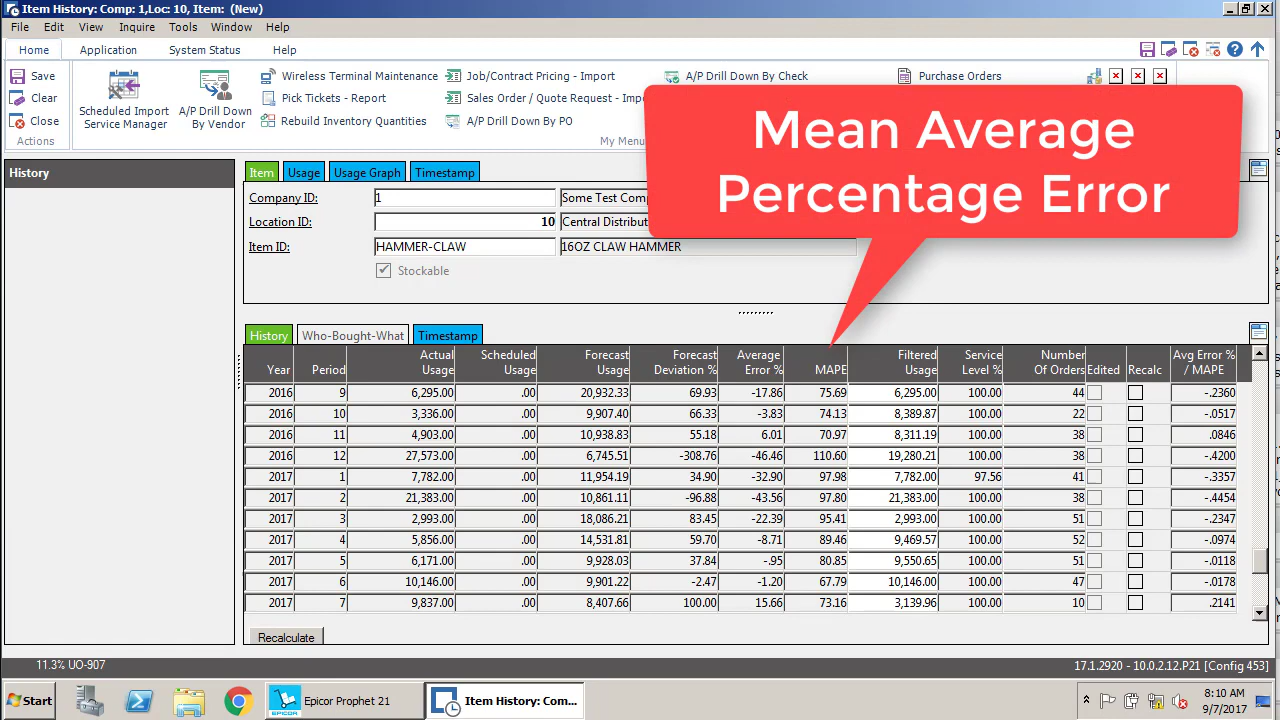 Item History: Comp: 1,Loc: 10, Item: (New)
File Edit View Inquire Tools Window Help
Home Application System Status Help
Save
Clear
Close
Actions
Scheduled Import
Service Manager
A/P Drill Down
By Vendor
Wireless Terminal Maintenance
Pick Tickets - Report
Rebuild Inventory Quantities
Job/Contract Pricing - Import
Sales Order / Quote Request - Impo
A/P Drill Down By PO
A/P Drill Down By Check
Purchase Orders
My Menu
Mean Average
Percentage Error
History
Item Usage Usage Graph Timestamp
Company ID: 1 Some Test Comp
Location ID: 10 Central Distribut
Item ID: HAMMER-CLAW 16OZ CLAW HAMMER
Stockable
History Who-Bought-What Timestamp
Actual Scheduled Forecast Forecast Average Filtered Service Number Avg Error %
Year Period Usage Usage Usage Deviation % Error % MAPE Usage Level % Of Orders Edited Recalc / MAPE
2016 9 6,295.00 .00 20,932.33 69.93 -17.86 75.69 6,295.00 100.00 44 -.2360
2016 10 3,336.00 .00 9,907.40 66.33 -3.83 74.13 8,389.87 100.00 22 -.0517
2016 11 4,903.00 .00 10,938.83 55.18 6.01 70.97 8,311.19 100.00 38 .0846
2016 12 27,573.00 .00 6,745.51 -308.76 -46.46 110.60 19,280.21 100.00 38 -.4200
2017 1 7,782.00 .00 11,954.19 34.90 -32.90 97.98 7,782.00 97.56 41 -.3357
2017 2 21,383.00 .00 10,861.11 -96.88 -43.56 97.80 21,383.00 100.00 38 -.4454
2017 3 2,993.00 .00 18,086.21 83.45 -22.39 95.41 2,993.00 100.00 51 -.2347
2017 4 5,856.00 .00 14,531.81 59.70 -8.71 89.46 9,469.57 100.00 52 -.0974
2017 5 6,171.00 .00 9,928.03 37.84 -.95 80.85 9,550.65 100.00 51 -.0118
2017 6 10,146.00 .00 9,901.22 -2.47 -1.20 67.79 10,146.00 100.00 47 -.0178
2017 7 9,837.00 .00 8,407.66 100.00 15.66 73.16 3,139.96 100.00 10 .2141
Recalculate
11.3% UO-907 17.1.2920 - 10.0.2.12.P21 [Config 453]
Start
EPICOR
Epicor Prophet 21
Item History: Com...
8:10 AM
9/7/2017